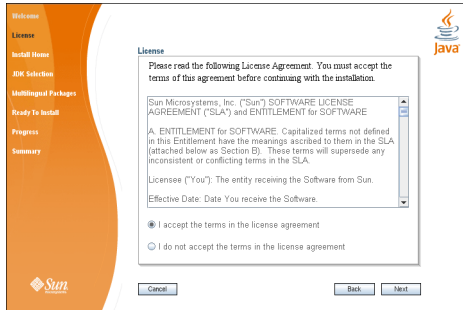 Welcome
License
Install Home
JDK Selection
Multilingual Packages
Ready To Install
Progress
Summary
Sun
Java
License
Please read the following License Agreement. You must accept the
terms of this agreement before continuing with the installation.
Sun Microsystems, Inc. ("Sun") SOFTWARE LICENSE
AGREEMENT ("SLA") and ENTITLEMENT for SOFTWARE
A. ENTITLEMENT for SOFTWARE. Capitalized terms not defined
in this Entitlement have the meanings ascribed to them in the SLA
(attached below as Section B). These terms will supersede any
inconsistent or conflicting terms in the SLA.
Licensee ("You"): The entity receiving the Software from Sun.
Effective Date: Date You receive the Software.
I accept the terms in the license agreement
I do not accept the terms in the license agreement
Cancel
Back
Next